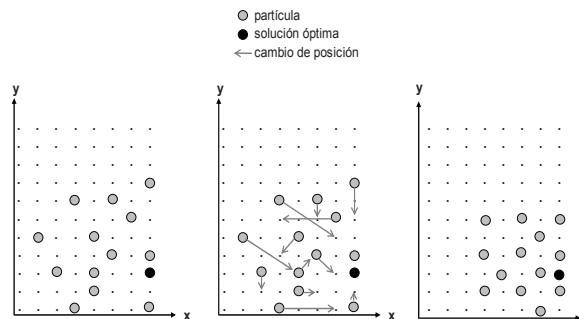 partícula
solución óptima
cambio de posición
y
y
y
x
x